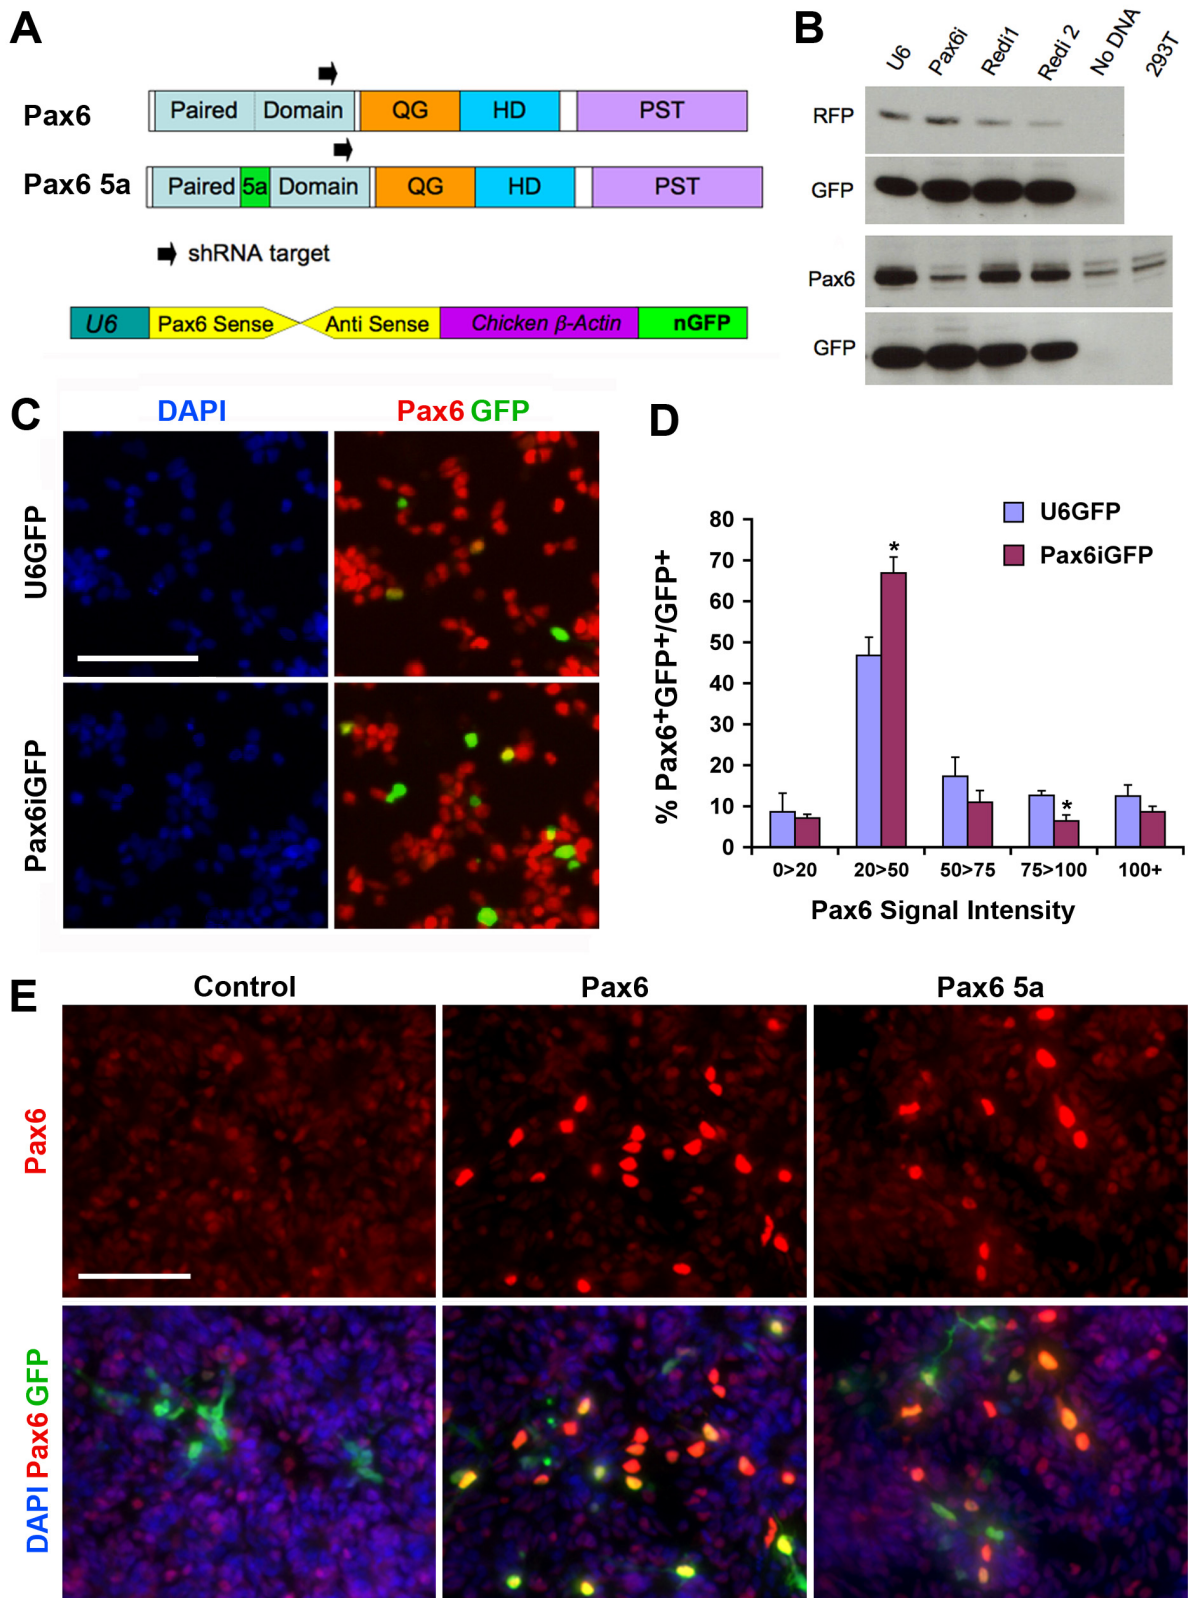 A
Pax6
Paired Domain QG HD PST
Pax6 5a
Paired 5a Domain QG HD PST
shRNA target
U6 Pax6 Sense Anti Sense Chicken β-Actin nGFP
B
U6 Pax6i Redi1 Redi 2 No DNA 293T
RFP
GFP
Pax6
GFP
C
DAPI Pax6 GFP
U6GFP
Pax6iGFP
D
U6GFP
Pax6iGFP
% Pax6+GFP+/GFP+
80
70
60
50
40
30
20
10
0
*
*
0>20 20>50 50>75 75>100 100+
Pax6 Signal Intensity
E
Control Pax6 Pax6 5a
Pax6
DAPI Pax6 GFP